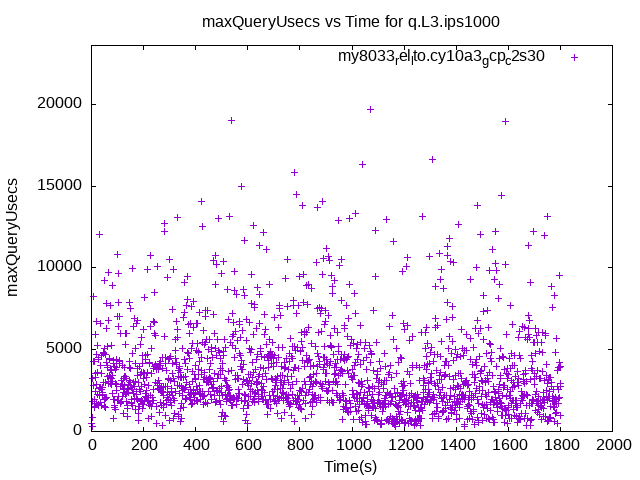 maxQueryUsecs vs Time for q.L3.ips1000
my8033_rel_lto.cy10a3_gcp_c2s30
20000
15000
10000
5000
0
maxQueryUsecs
0 200 400 600 800 1000 1200 1400 1600 1800 2000
Time(s)